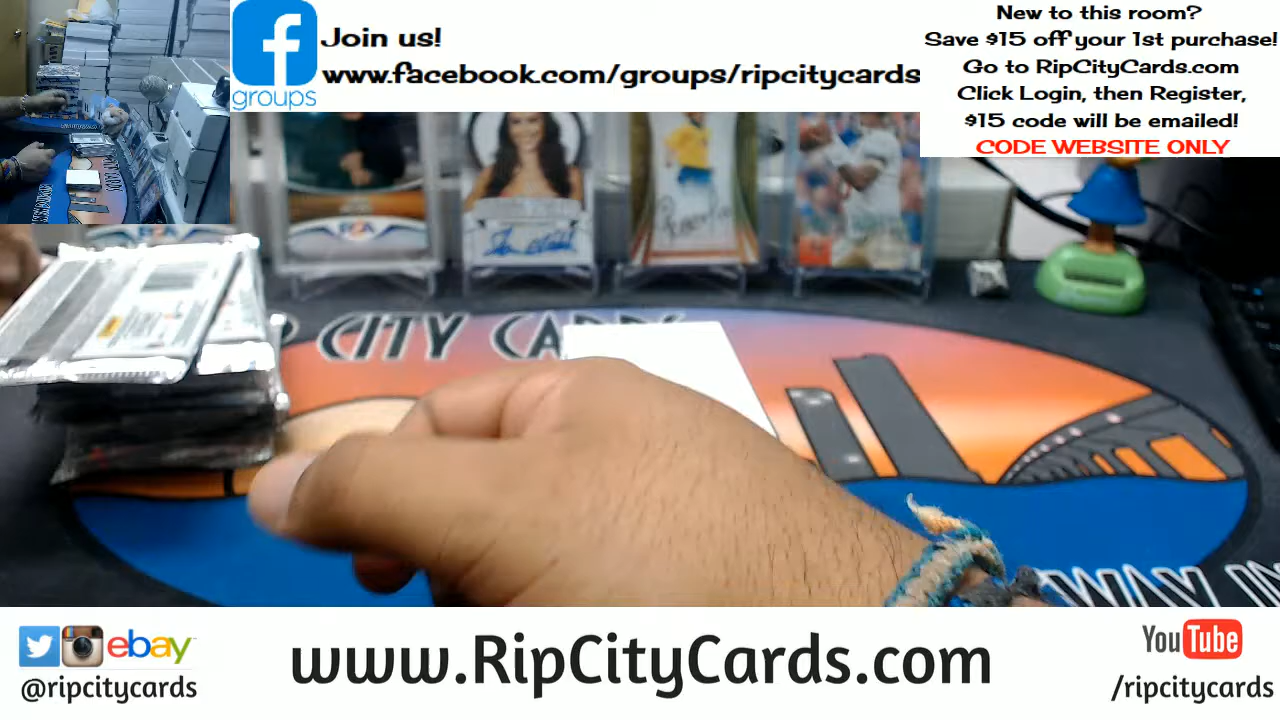 Join us!
www.facebook.com/groups/ripcitycards
groups
New to this room?
Save $15 off your 1st purchase!
Go to RipCityCards.com
Click Login, then Register,
$15 code will be emailed!
CODE WEBSITE ONLY
CITY
ebay
@ripcitycards
www.RipCityCards.com
YouTube
/ripcitycards